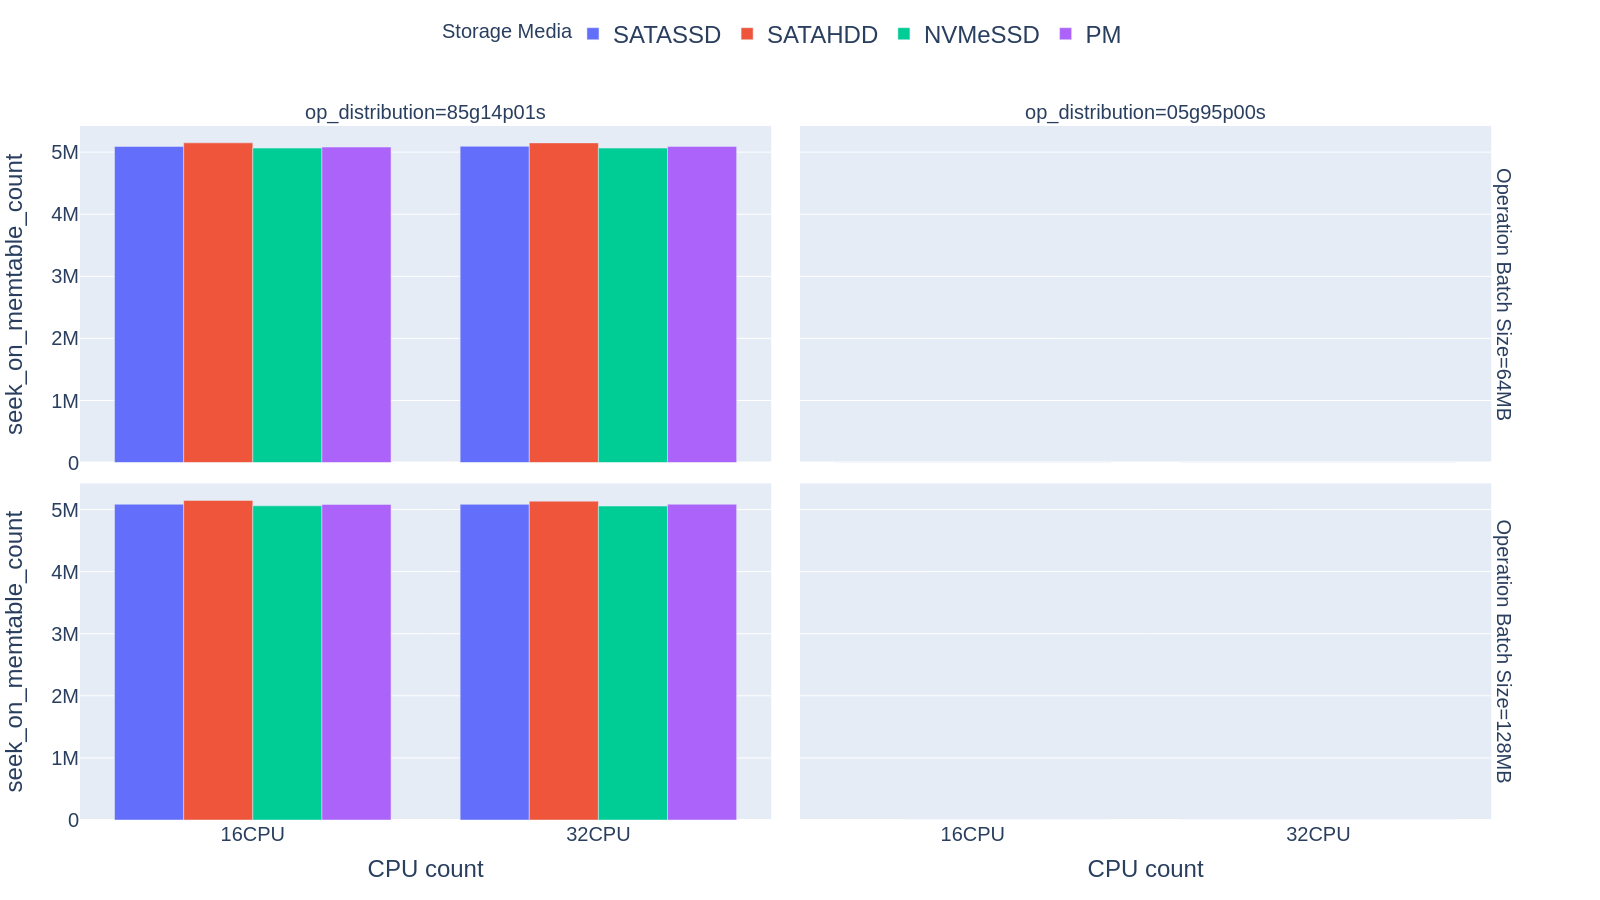 Storage Media SATASSD SATAHDD NVMeSSD PM
op_distribution=85g14p01s
op_distribution=05g95p00s
seek_on_memtable_count
5M
4M
3M
2M
1M
0
Operation Batch Size=64MB
seek_on_memtable_count
5M
4M
3M
2M
1M
0
Operation Batch Size=128MB
16CPU 32CPU
16CPU 32CPU
CPU count
CPU count